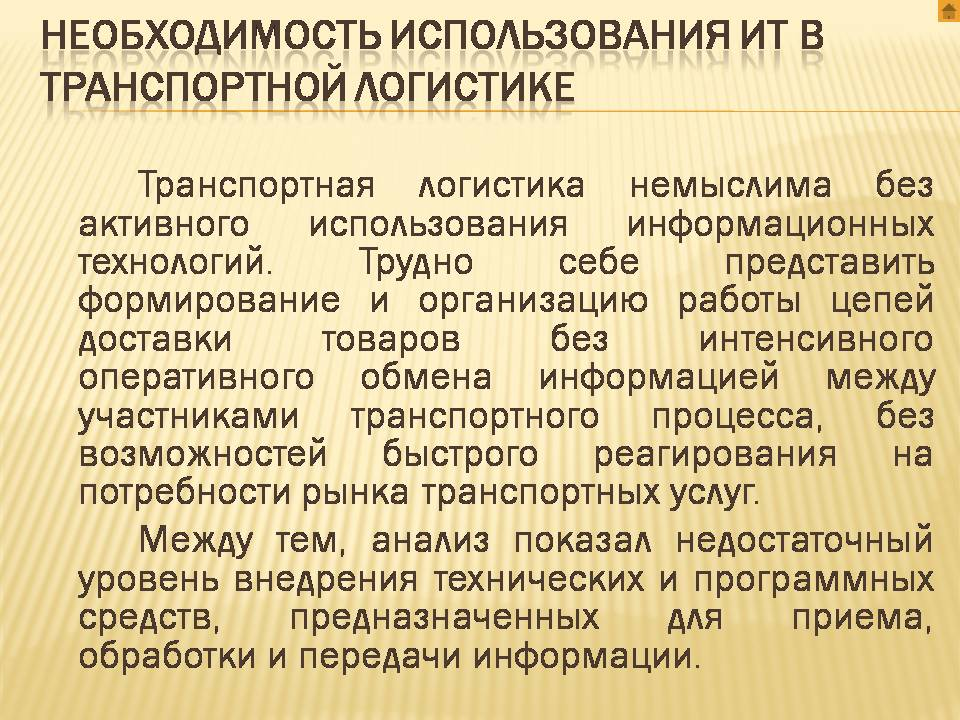 НЕОБХОДИМОСТЬ ИСПОЛЬЗОВАНИЯ ИТ В
ТРАНСПОРТНОЙ ЛОГИСТИКЕ
Транспортная логистика немыслима без
активного использования информационных
технологий. Трудно себе представить
формирование и организацию работы цепей
доставки товаров без интенсивного
оперативного обмена информацией между
участниками транспортного процесса, без
возможностей быстрого реагирования на
потребности рынка транспортных услуг.
Между тем, анализ показал недостаточный
уровень внедрения технических и программных
средств, предназначенных для приема,
обработки и передачи информации.